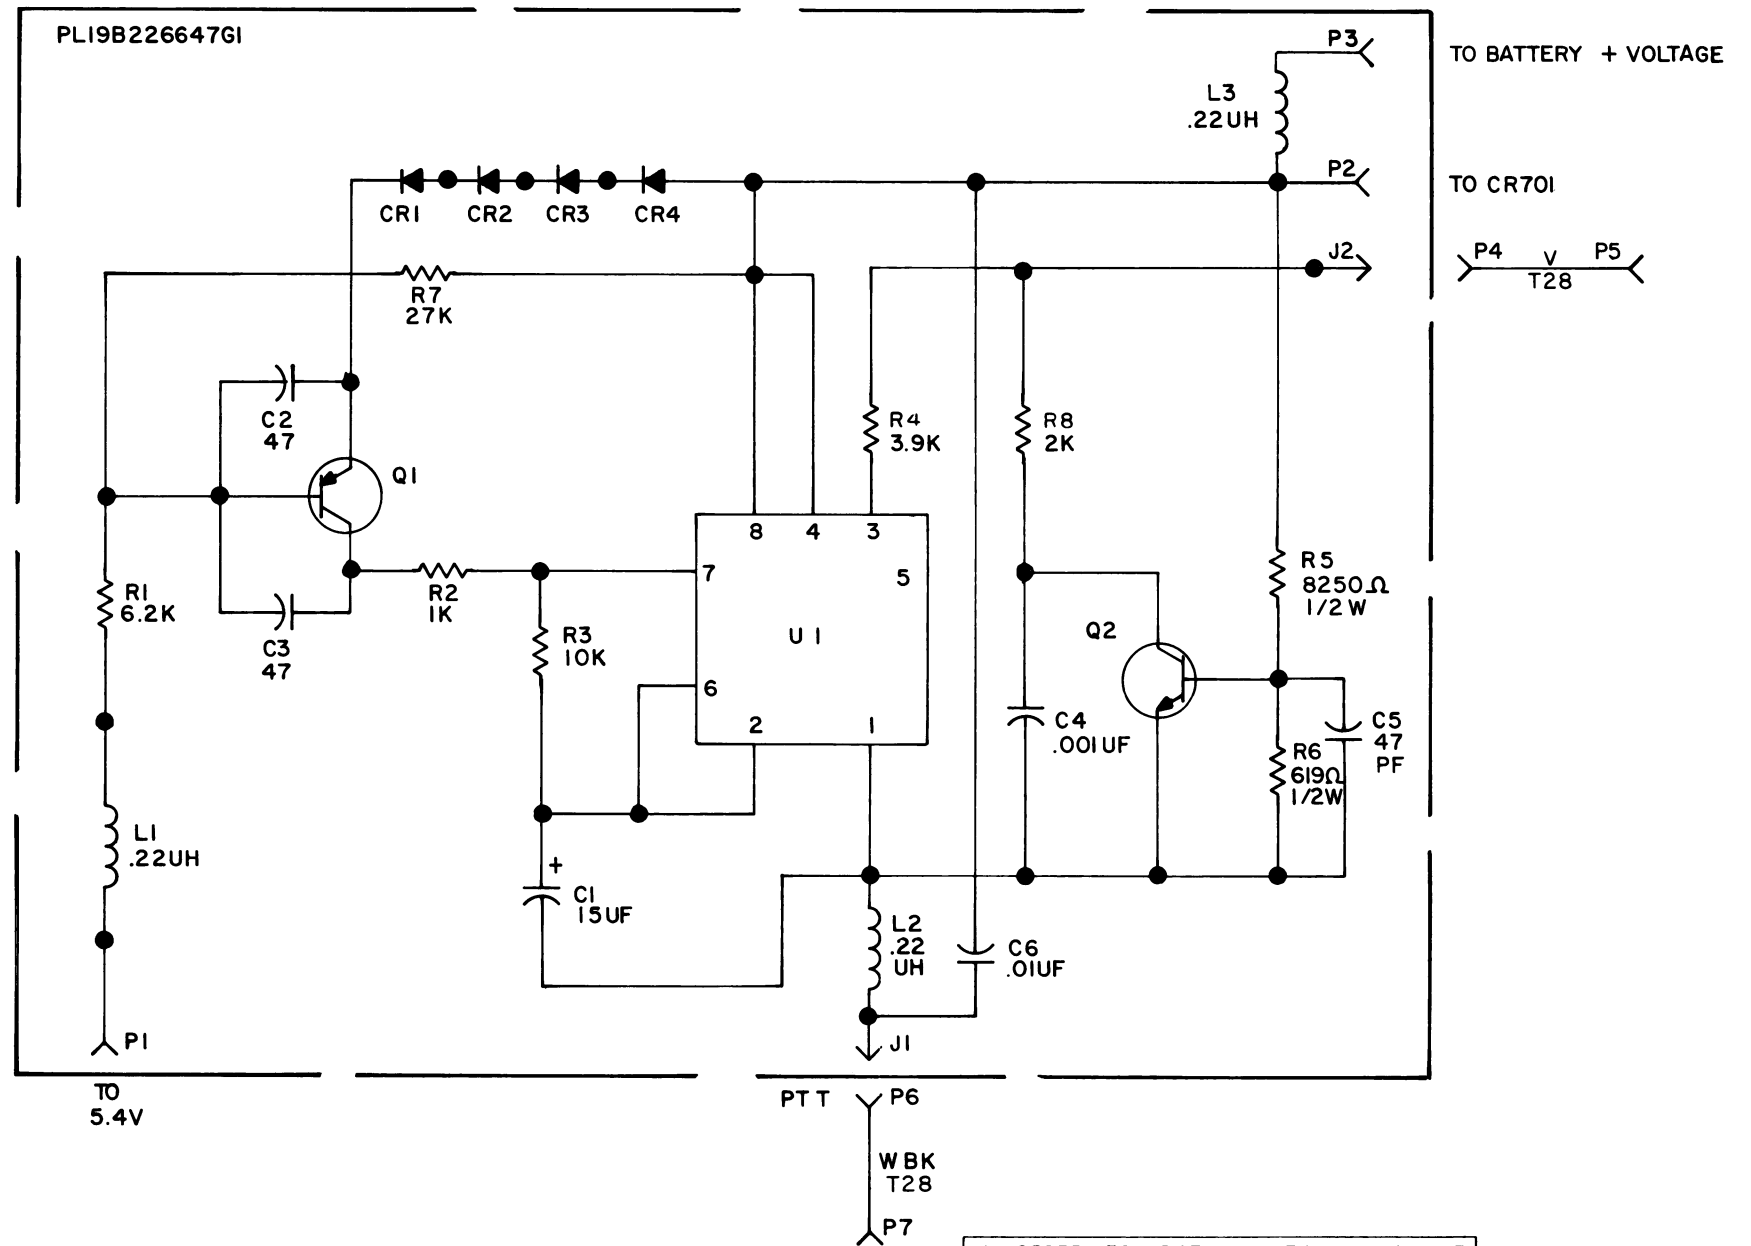 PL19B226647G1
P3
TO BATTERY + VOLTAGE
L3
.22UH
P2
TO CR701
CR1 CR2 CR3 CR4
J2
P4 V P5
T28
R7
27K
C2
47
Q1
R4
3.9K
R8
2K
8 4 3
7
5
R5
8250Ω
1/2W
R1
6.2K
R2
1K
C3
47
R3
10K
U1
Q2
6
2 1
C4
.001UF
C5
47
PF
R6
619Ω
1/2W
L1
.22UH
+
C1
15UF
L2
.22
UH
C6
.01UF
P1
J1
TO
5.4V
PTT P6
WBK
T28
P7